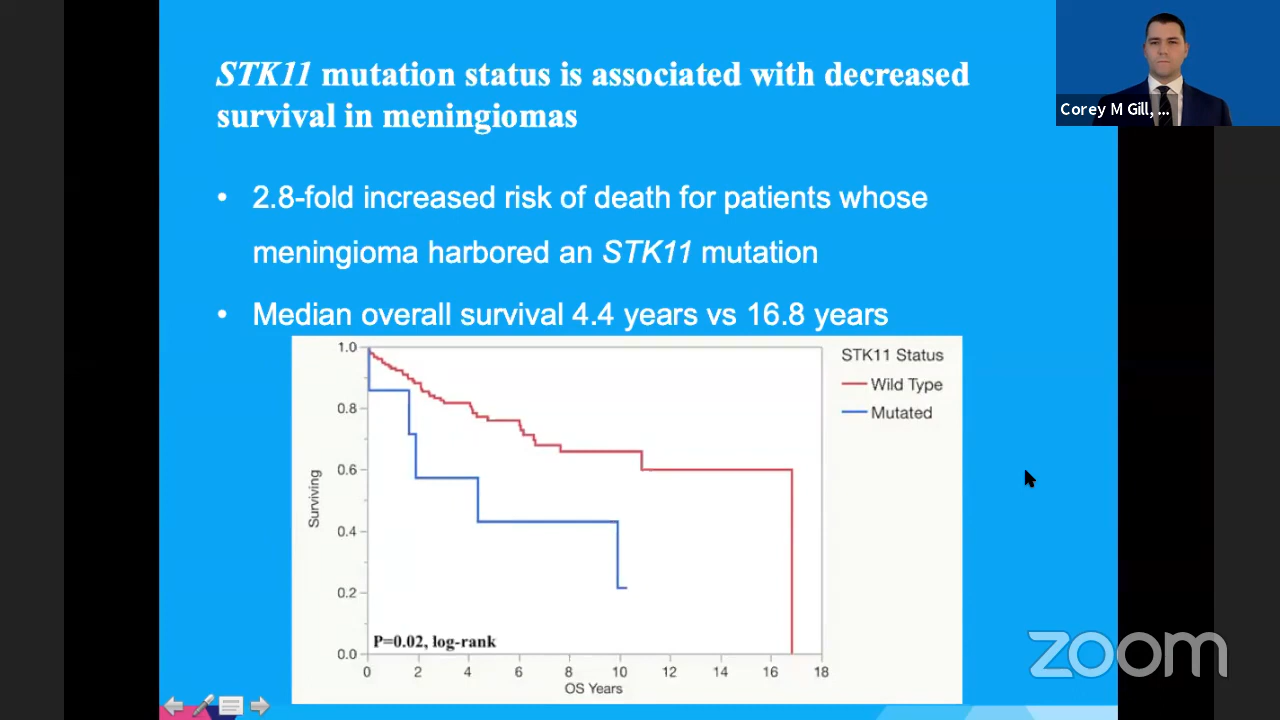 STK11 mutation status is associated with decreased
survival in meningiomas
Corey M Gill, ...
• 2.8-fold increased risk of death for patients whose
meningioma harbored an STK11 mutation
• Median overall survival 4.4 years vs 16.8 years
1.0
0.8
0.6
0.4
0.2
0.0
Surviving
P=0.02, log-rank
0 2 4 6 8 10 12 14 16 18
OS Years
STK11 Status
Wild Type
Mutated
zoom